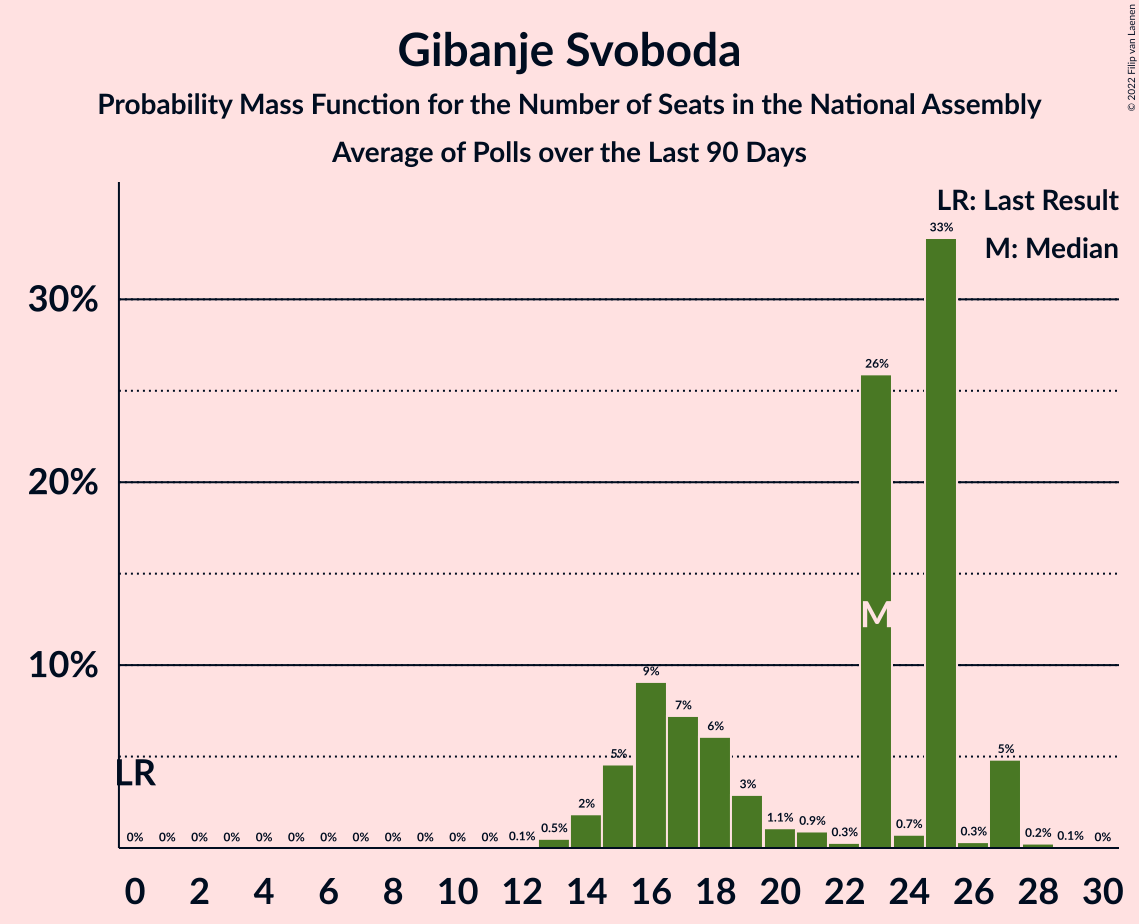 Gibanje Svoboda
Probability Mass Function for the Number of Seats in the National Assembly
Average of Polls over the Last 90 Days
© 2022 Filip van Laenen
LR: Last Result
M: Median
30%
20%
10%
33%
26%
M
9%
7%
6%
5%
5%
LR
3%
2%
0% 0% 0% 0% 0% 0% 0% 0% 0% 0% 0% 0% 0.1% 0.5% 1.1% 0.9% 0.3% 0.7% 0.3% 0.2% 0.1% 0%
0 2 4 6 8 10 12 14 16 18 20 22 24 26 28 30